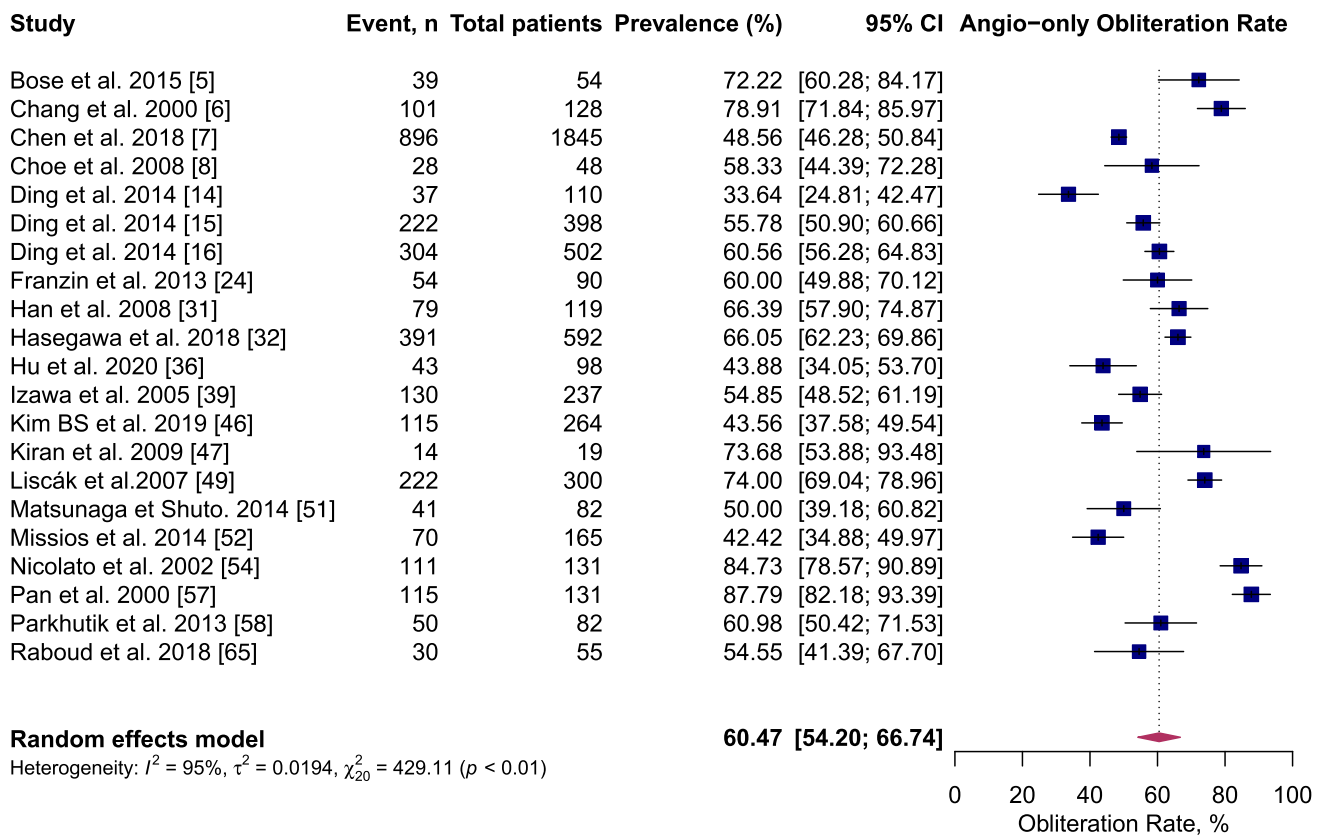 Study Event, n Total patients Prevalence (%) 95% CI Angio−only Obliteration Rate
Bose et al. 2015 [5] 39 54 72.22 [60.28; 84.17]
Chang et al. 2000 [6] 101 128 78.91 [71.84; 85.97]
Chen et al. 2018 [7] 896 1845 48.56 [46.28; 50.84]
Choe et al. 2008 [8] 28 48 58.33 [44.39; 72.28]
Ding et al. 2014 [14] 37 110 33.64 [24.81; 42.47]
Ding et al. 2014 [15] 222 398 55.78 [50.90; 60.66]
Ding et al. 2014 [16] 304 502 60.56 [56.28; 64.83]
Franzin et al. 2013 [24] 54 90 60.00 [49.88; 70.12]
Han et al. 2008 [31] 79 119 66.39 [57.90; 74.87]
Hasegawa et al. 2018 [32] 391 592 66.05 [62.23; 69.86]
Hu et al. 2020 [36] 43 98 43.88 [34.05; 53.70]
Izawa et al. 2005 [39] 130 237 54.85 [48.52; 61.19]
Kim BS et al. 2019 [46] 115 264 43.56 [37.58; 49.54]
Kiran et al. 2009 [47] 14 19 73.68 [53.88; 93.48]
Liscák et al.2007 [49] 222 300 74.00 [69.04; 78.96]
Matsunaga et Shuto. 2014 [51] 41 82 50.00 [39.18; 60.82]
Missios et al. 2014 [52] 70 165 42.42 [34.88; 49.97]
Nicolato et al. 2002 [54] 111 131 84.73 [78.57; 90.89]
Pan et al. 2000 [57] 115 131 87.79 [82.18; 93.39]
Parkhutik et al. 2013 [58] 50 82 60.98 [50.42; 71.53]
Raboud et al. 2018 [65] 30 55 54.55 [41.39; 67.70]
Random effects model 60.47 [54.20; 66.74]
Heterogeneity: I² = 95%, τ² = 0.0194, χ²₂₀ = 429.11 (p < 0.01)
0 20 40 60 80 100
Obliteration Rate, %